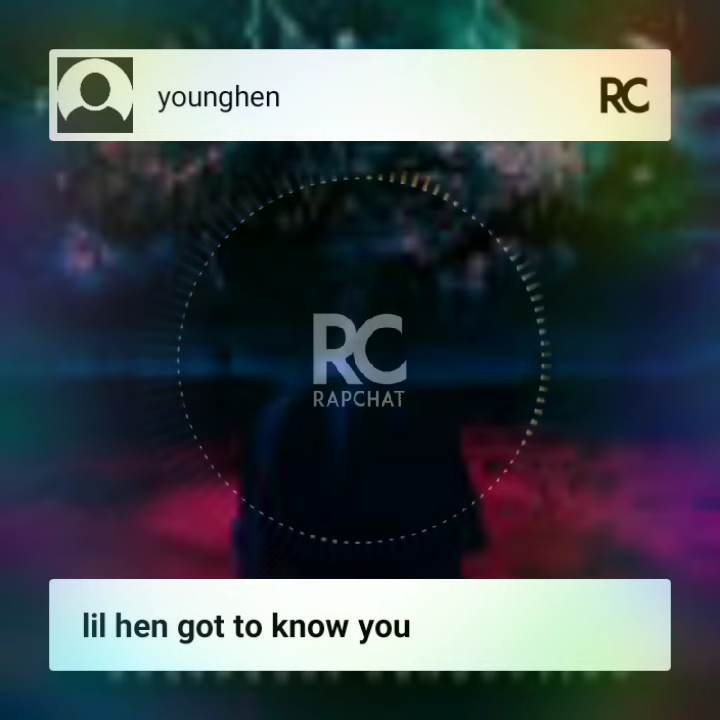 younghen
RC
RC
RAPCHAT
lil hen got to know you